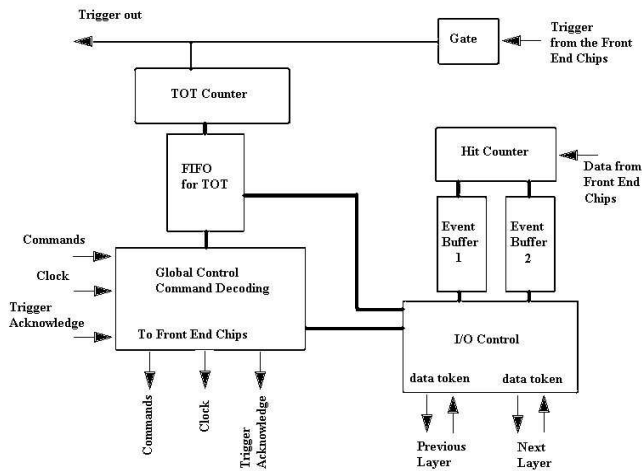 Trigger out
Gate
Trigger
from the Front
End Chips
TOT Counter
FIFO
for TOT
Hit Counter
Data from
Front End
Chips
Event
Buffer
1
Event
Buffer
2
Commands
Clock
Trigger
Acknowledge
Global Control
Command Decoding
To Front End Chips
I/O Control
data token
data token
Commands
Clock
Trigger
Acknowledge
Previous
Layer
Next
Layer